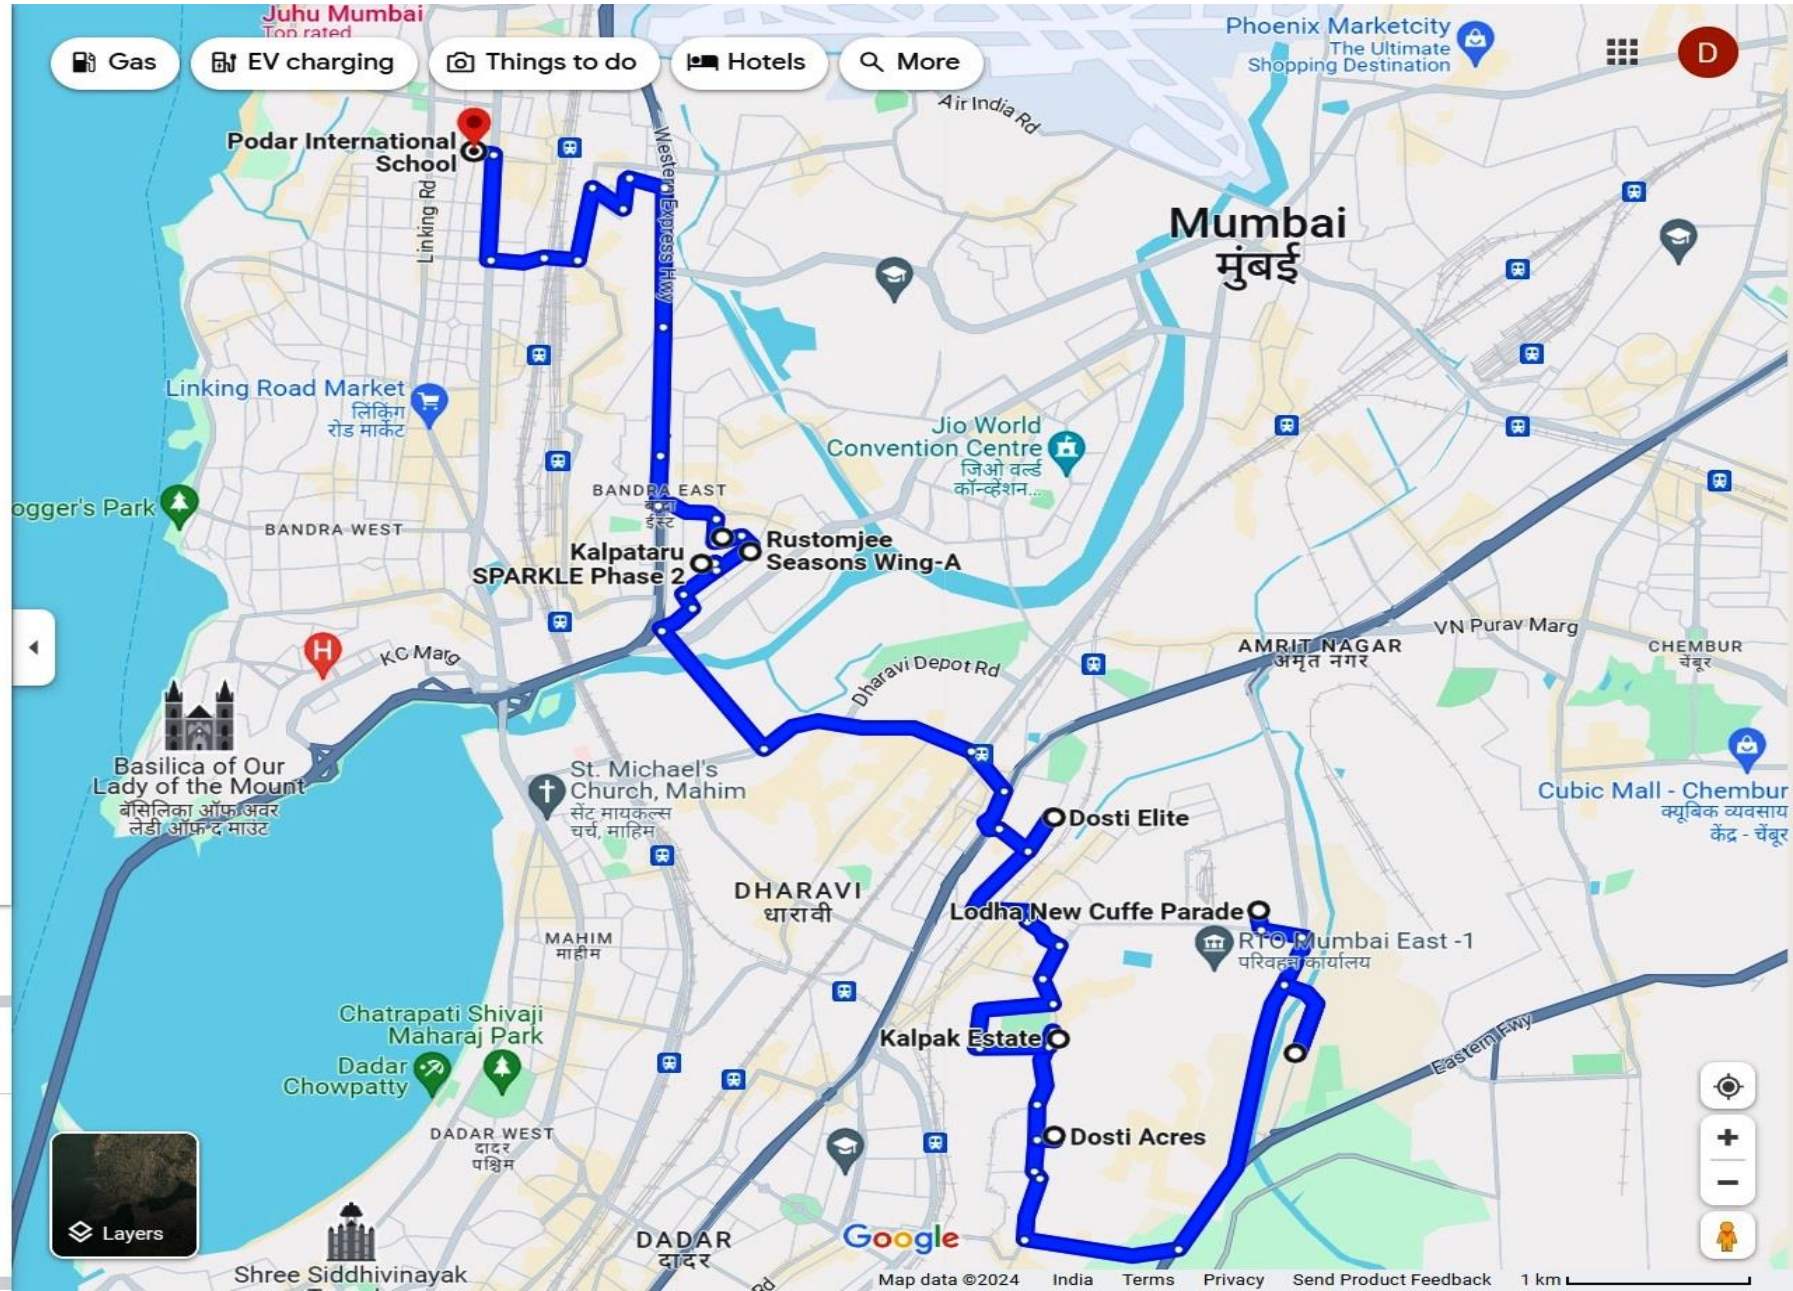 Juhu Mumbai
Top rated
Gas
EV charging
Things to do
Hotels
More
Phoenix Marketcity
The Ultimate
Shopping Destination
D
Air India Rd
Podar International
School
Linking Rd
Western Express Hwy
Mumbai
मुंबई
Linking Road Market
लिंकिंग
रोड मार्केट
Jio World
Convention Centre
जिओ वर्ल्ड
कॉन्व्हेंशन...
ogger's Park
BANDRA WEST
BANDRA EAST
ईस्ट
Kalpataru
SPARKLE Phase 2
Rustomjee
Seasons Wing-A
H
KC Marg
Dharavi Depot Rd
AMRIT NAGAR
अमृत नगर
VN Purav Marg
CHEMBUR
चेंबूर
Basilica of Our
Lady of the Mount
बॅसिलिका ऑफ अवर
लेडी ऑफ द माउंट
St. Michael's
Church, Mahim
सेंट मायकल्स
चर्च, माहिम
Cubic Mall - Chembur
क्यूबिक व्यवसाय
केंद्र - चेंबूर
Dosti Elite
DHARAVI
धारावी
Lodha New Cuffe Parade
RTO Mumbai East -1
परिवहन कार्यालय
MAHIM
माहीम
Chatrapati Shivaji
Maharaj Park
Dadar
Chowpatty
Kalpak Estate
Eastern Fwy
DADAR WEST
दादर
पश्चिम
Dosti Acres
Layers
DADAR
दादर
Google
Shree Siddhivinayak
Rd
Map data ©2024 India Terms Privacy Send Product Feedback 1 km